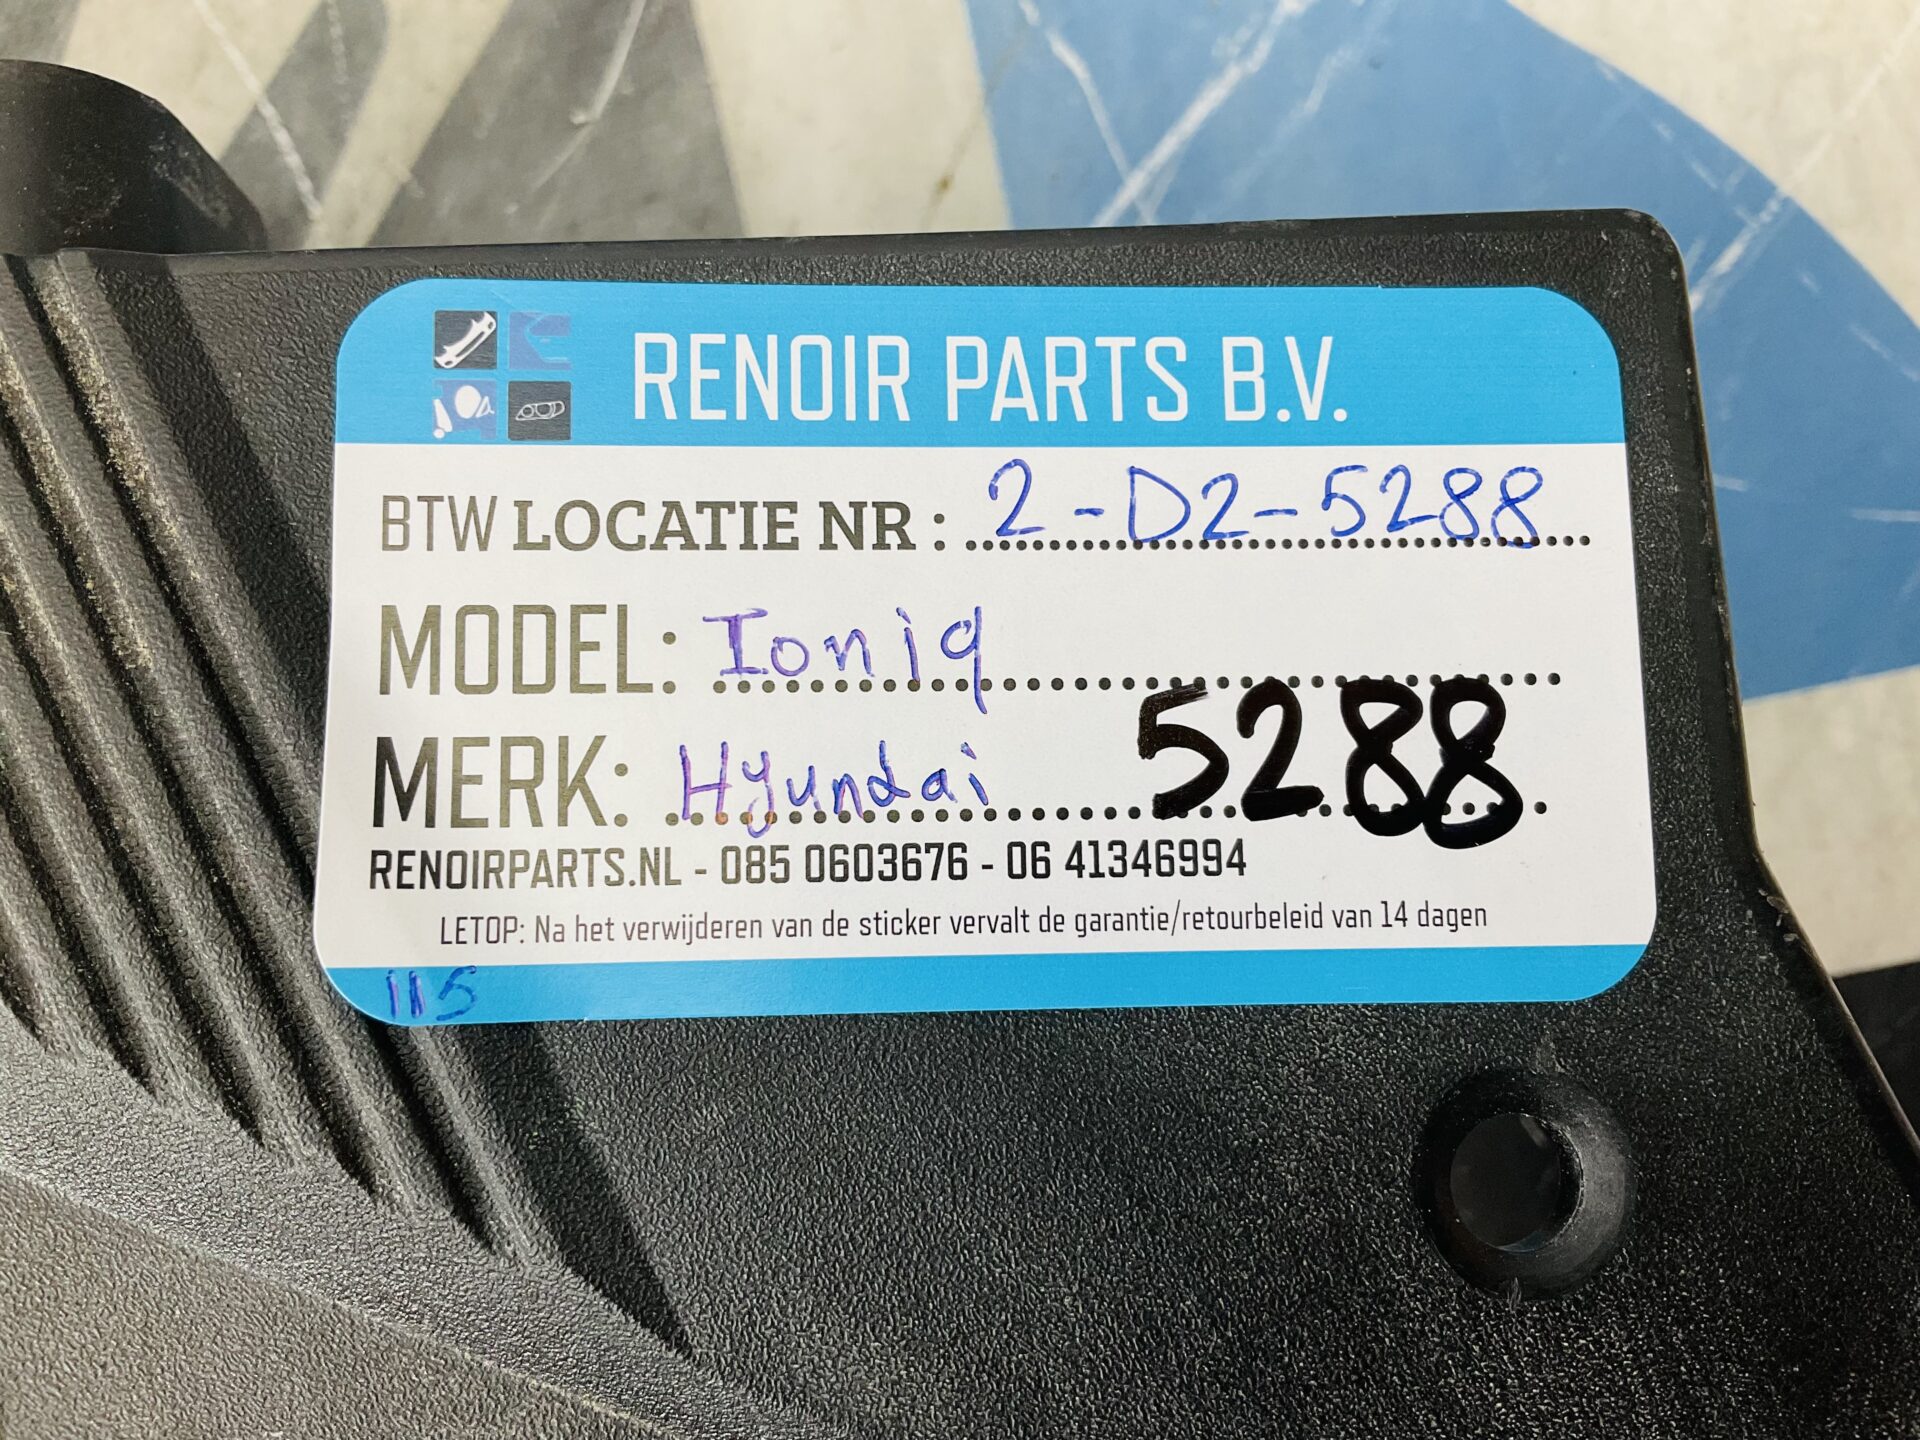 RENOIR PARTS B.V.
BTW LOCATIE NR : 2-D2-5288
MODEL: Ioniq
MERK: Hyundai 5288
RENOIRPARTS.NL - 085 0603676 - 06 41346994
LETOP: Na het verwijderen van de sticker vervalt de garantie/retourbeleid van 14 dagen
115